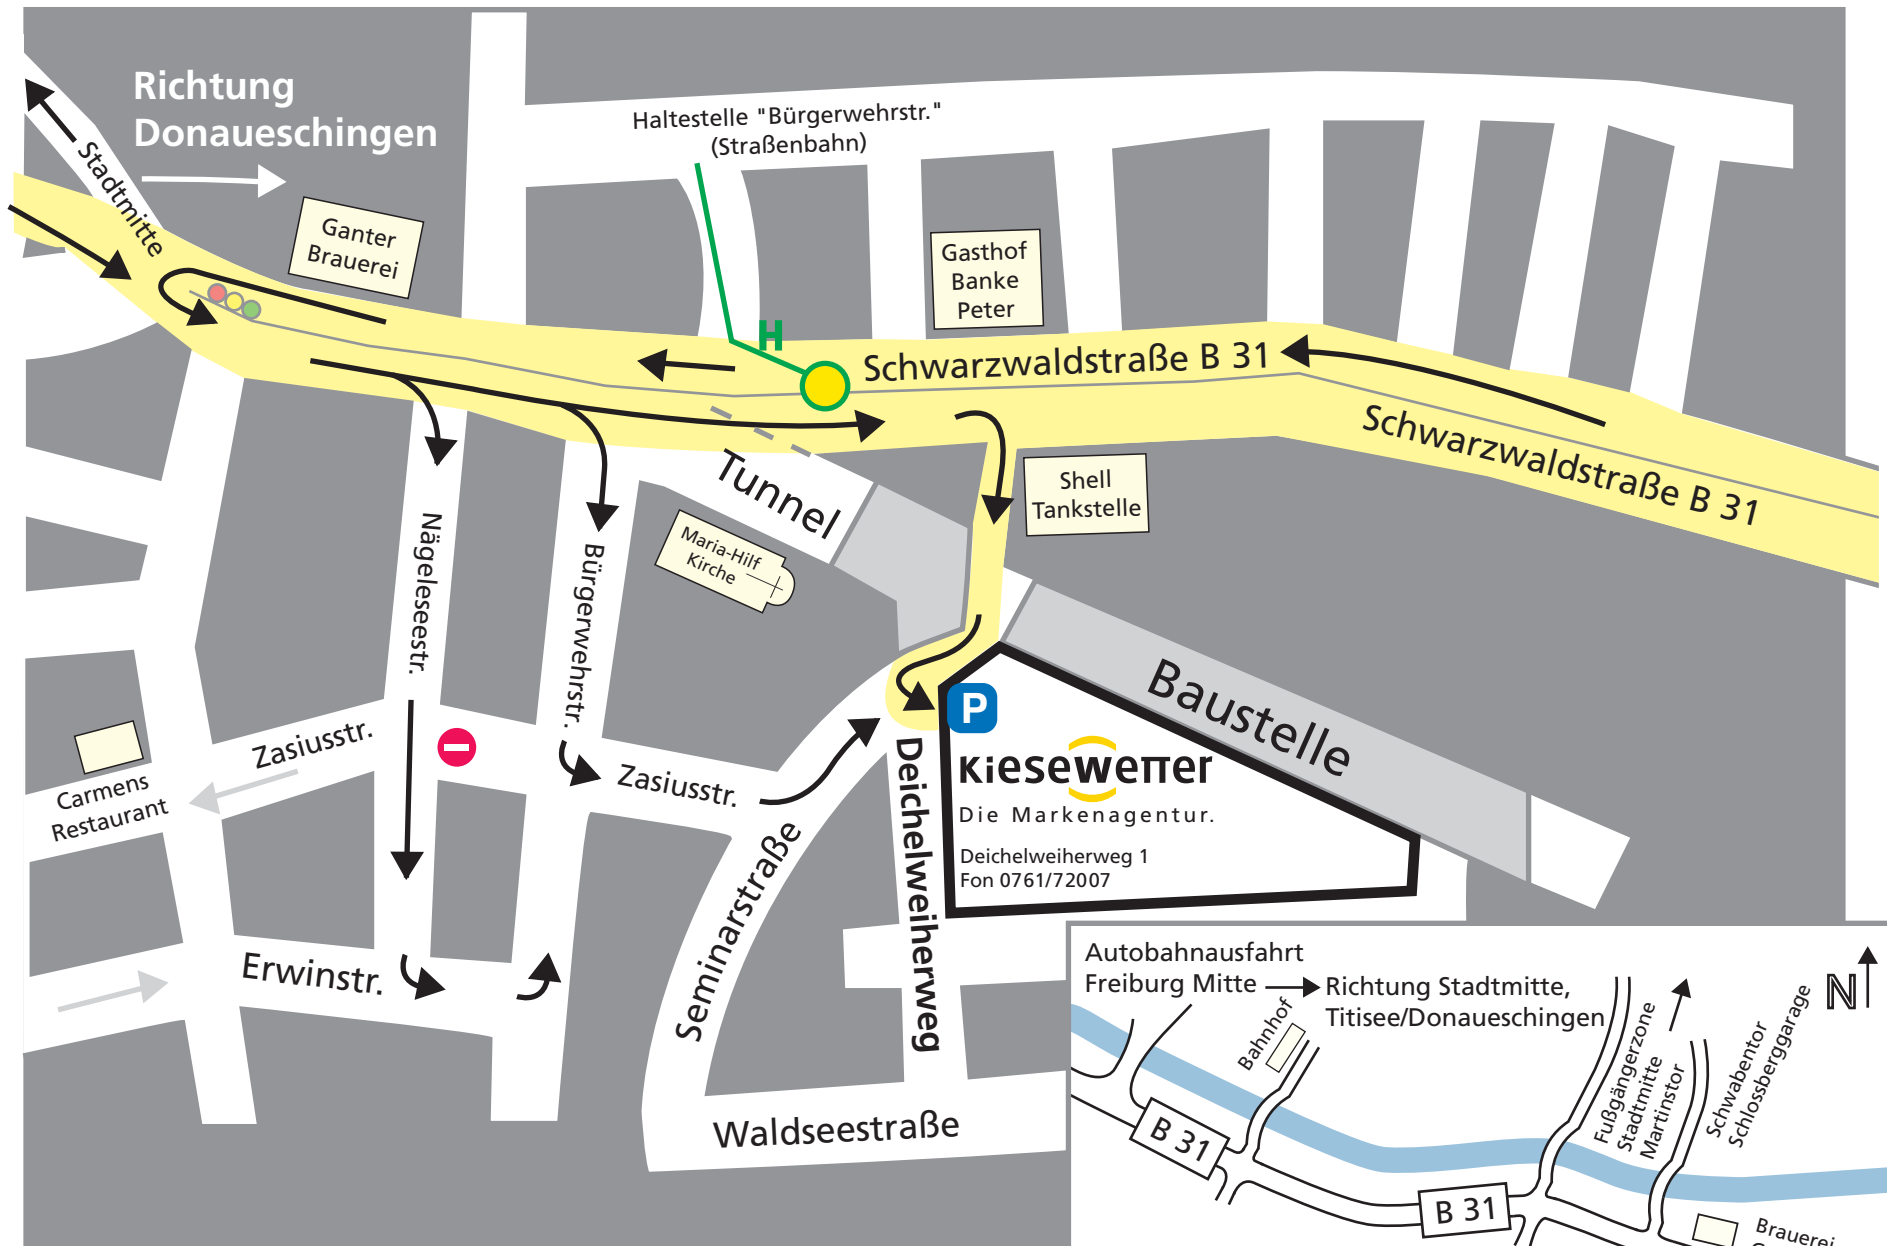 Richtung
Donaueschingen
Stadtmitte
Haltestelle "Bürgerwehrstr."
(Straßenbahn)
Ganter
Brauerei
Gasthof
Banke
Peter
H
Schwarzwaldstraße B 31
Schwarzwaldstraße B 31
Tunnel
Shell
Tankstelle
Maria-Hilf
Kirche
Nägeleseestr.
Bürgerwehrstr.
Baustelle
P
Zasiusstr.
Zasiusstr.
Carmens
Restaurant
Kiesewetter
Die Markenagentur.
Deichelweiherweg 1
Fon 0761/72007
Deichelweiherweg
Seminarstraße
Erwinstr.
Waldseestraße
Autobahnausfahrt
Freiburg Mitte
Richtung Stadtmitte,
Titisee/Donaueschingen
N
Bahnhof
Fußgängerzone
Stadtmitte
Martinstor
Schwabentor
Schlossberggarage
B 31
B 31
Brauerei